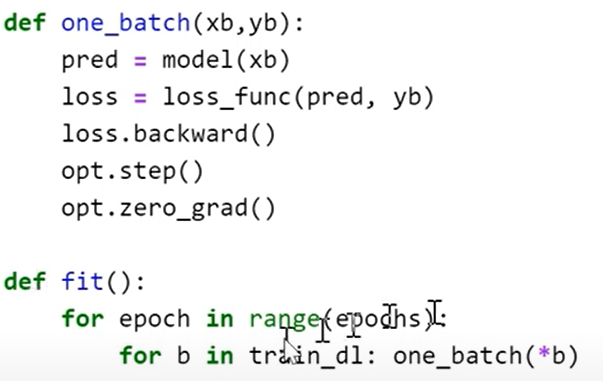 def one_batch(xb,yb):
    pred = model(xb)
    loss = loss_func(pred, yb)
    loss.backward()
    opt.step()
    opt.zero_grad()

def fit():
    for epoch in range(epochs):
        for b in train_dl: one_batch(*b)